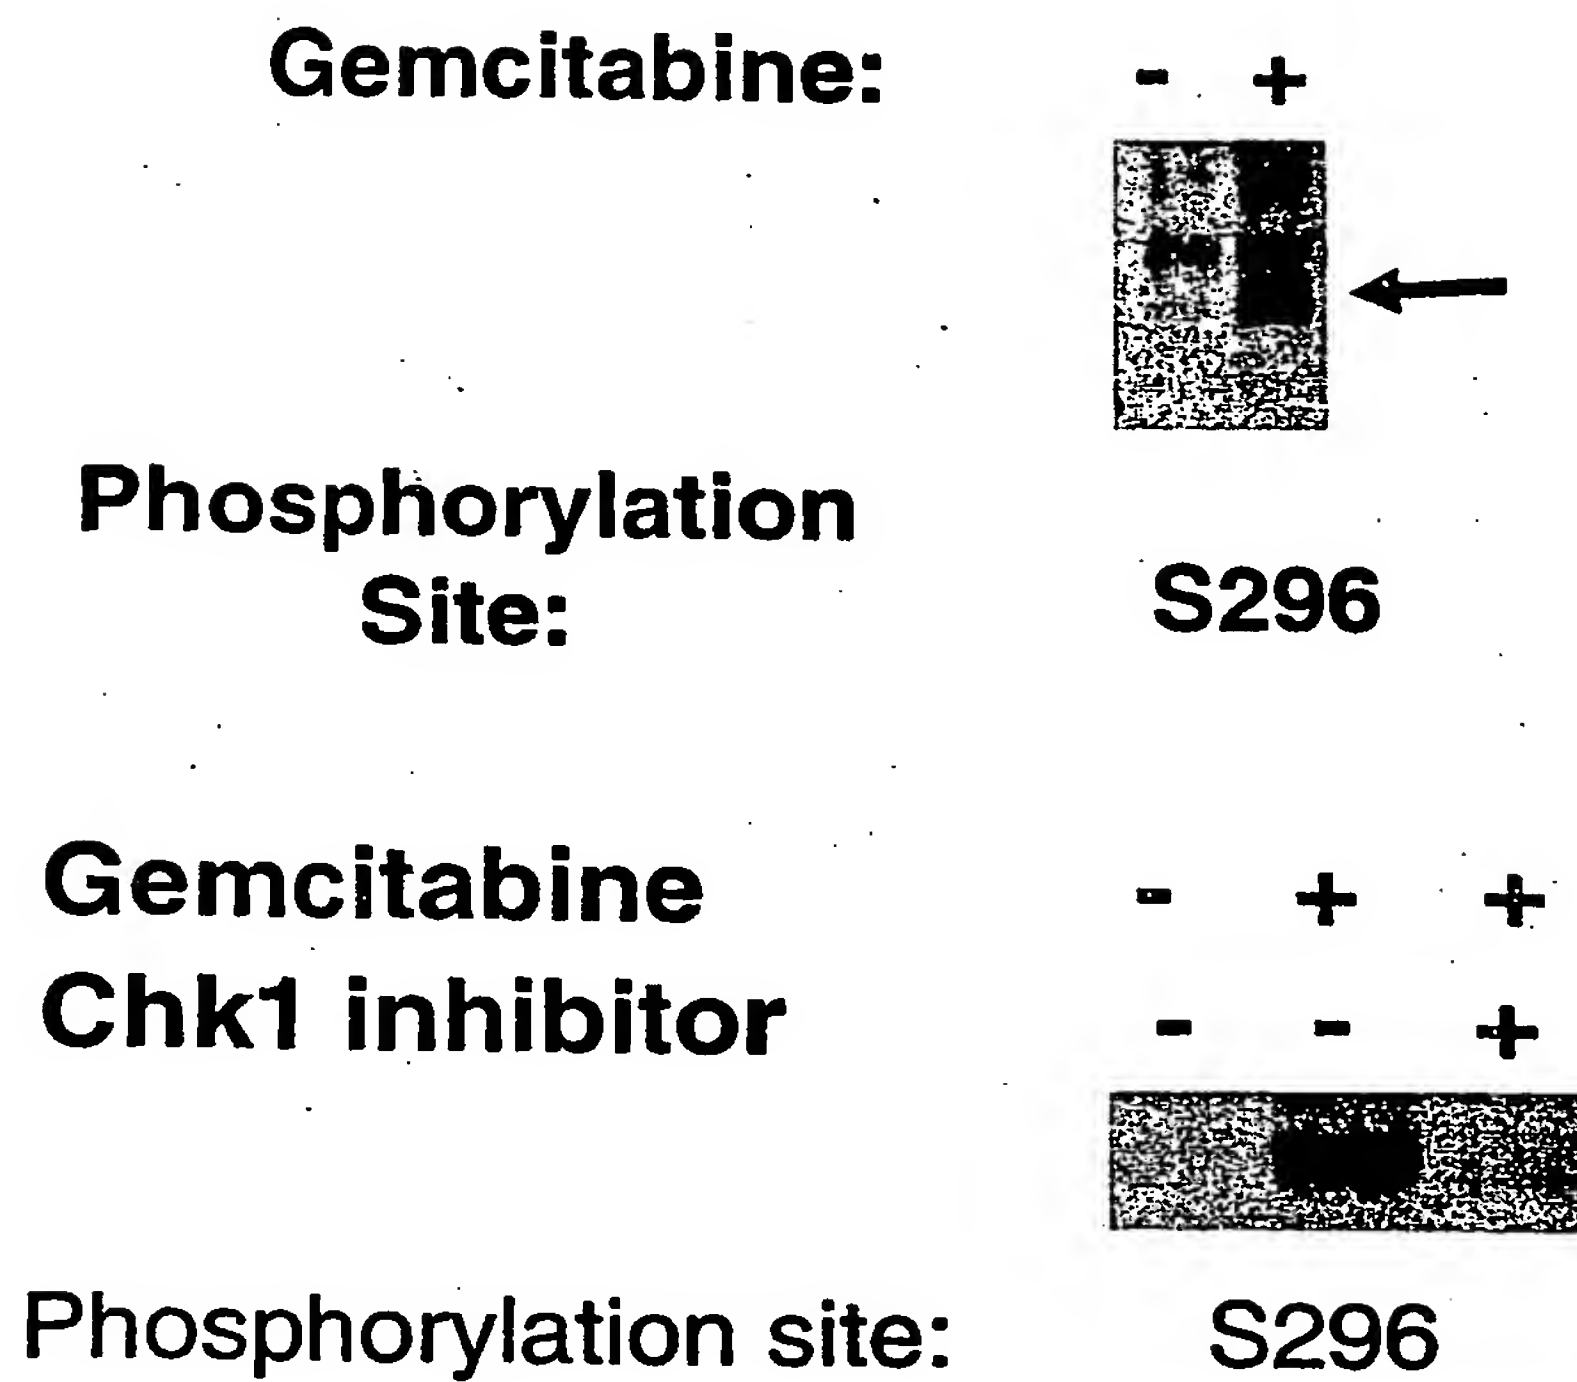 Gemcitabine: - +
Phosphorylation
Site: S296
Gemcitabine - + +
Chk1 inhibitor - - +
Phosphorylation site: S296